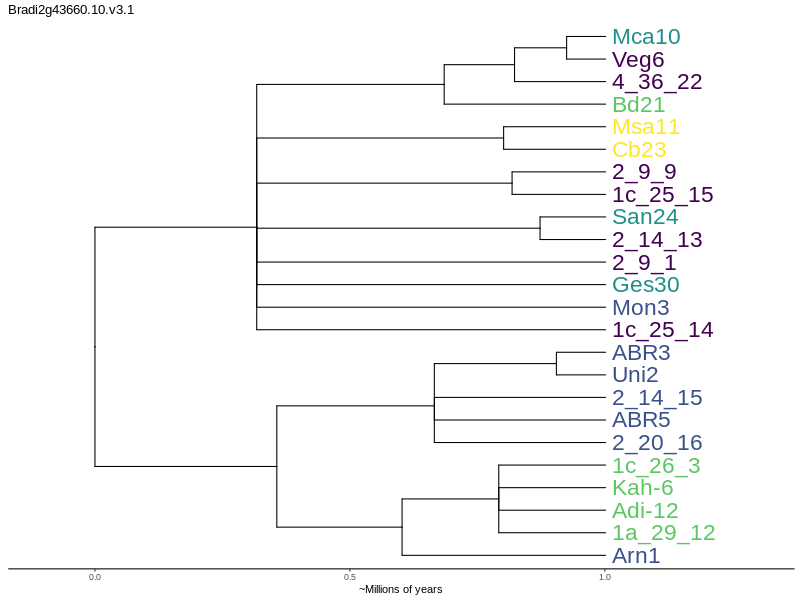 Bradi2g43660.10.v3.1
Mca10
Veg6
4_36_22
Bd21
Msa11
Cb23
2_9_9
1c_25_15
San24
2_14_13
2_9_1
Ges30
Mon3
1c_25_14
ABR3
Uni2
2_14_15
ABR5
2_20_16
1c_26_3
Kah-6
Adi-12
1a_29_12
Arn1
0.0 0.5 1.0
~Millions of years